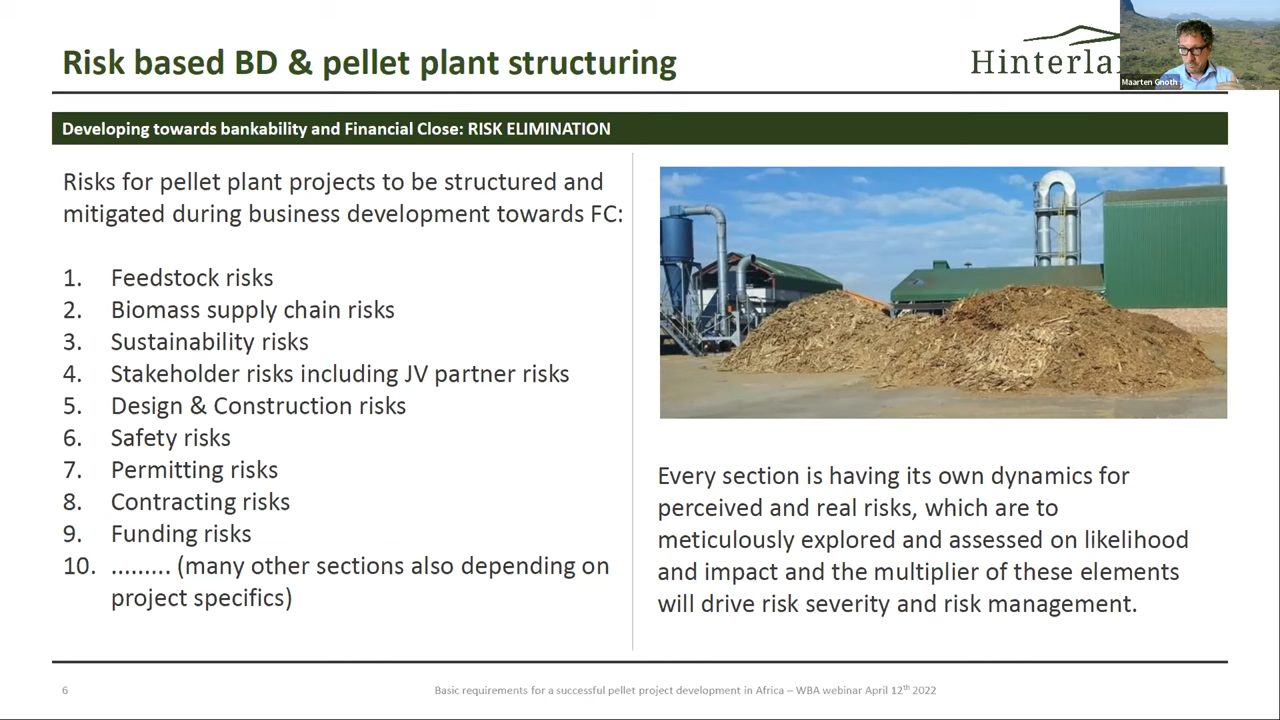 Risk based BD & pellet plant structuring
Hinterla
Maarten Gnoth
Developing towards bankability and Financial Close: RISK ELIMINATION
Risks for pellet plant projects to be structured and
mitigated during business development towards FC:
1. Feedstock risks
2. Biomass supply chain risks
3. Sustainability risks
4. Stakeholder risks including JV partner risks
5. Design & Construction risks
6. Safety risks
7. Permitting risks
8. Contracting risks
9. Funding risks
10. ......... (many other sections also depending on
project specifics)
Every section is having its own dynamics for
perceived and real risks, which are to
meticulously explored and assessed on likelihood
and impact and the multiplier of these elements
will drive risk severity and risk management.
6
Basic requirements for a successful pellet project development in Africa – WBA webinar April 12th 2022